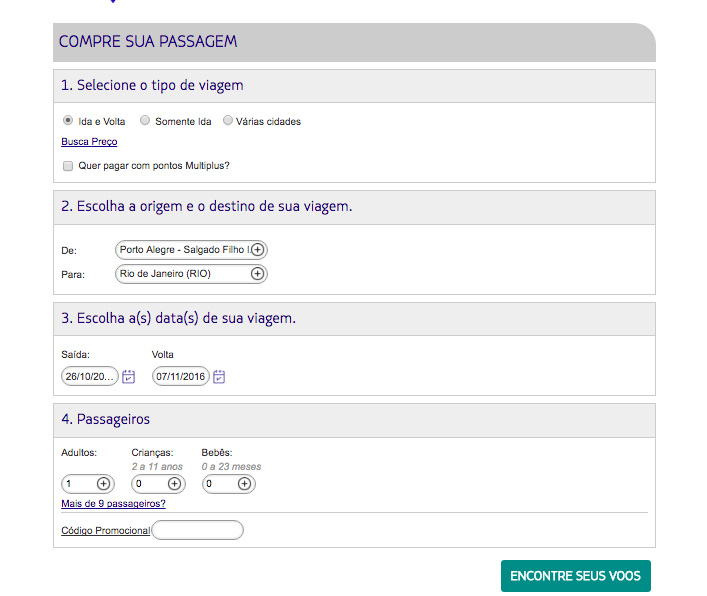 COMPRE SUA PASSAGEM
1. Selecione o tipo de viagem
Ida e Volta Somente Ida Várias cidades
Busca Preço
Quer pagar com pontos Multiplus?
2. Escolha a origem e o destino de sua viagem.
De: Porto Alegre - Salgado Filho I.
Para: Rio de Janeiro (RIO)
3. Escolha a(s) data(s) de sua viagem.
Saída: Volta
26/10/20... 07/11/2016
4. Passageiros
Adultos: Crianças: Bebês:
2 a 11 anos 0 a 23 meses
1 0 0
Mais de 9 passageiros?
Código Promocional
ENCONTRE SEUS VOOS